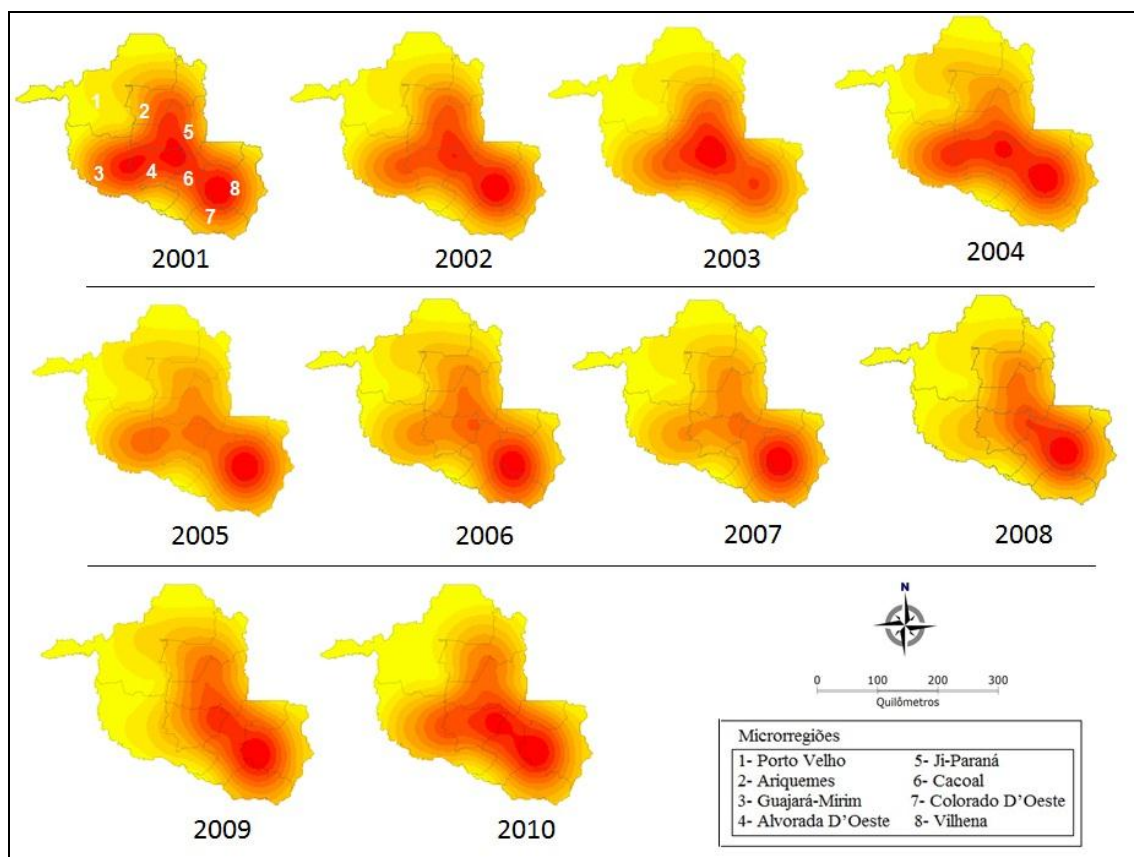 1
2
5
3
4
6
8
7
2001
2002
2003
2004
2005
2006
2007
2008
2009
2010
N
0 100 200 300
Quilômetros
Microrregiões
1- Porto Velho 5- Ji-Paraná
2- Ariquemes 6- Cacoal
3- Guajará-Mirim 7- Colorado D'Oeste
4- Alvorada D'Oeste 8- Vilhena